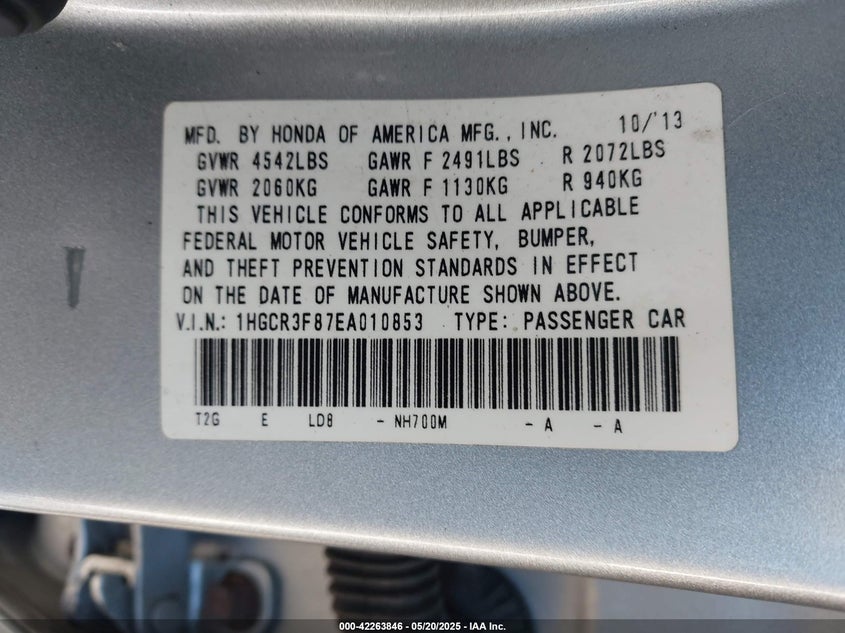 MFD. BY HONDA OF AMERICA MFG., INC. 10/'13
GVWR 4542LBS GAWR F 2491LBS R 2072LBS
GVWR 2060KG GAWR F 1130KG R 940KG
THIS VEHICLE CONFORMS TO ALL APPLICABLE
FEDERAL MOTOR VEHICLE SAFETY, BUMPER,
AND THEFT PREVENTION STANDARDS IN EFFECT
ON THE DATE OF MANUFACTURE SHOWN ABOVE.
V.I.N.: 1HGCR3F87EA010853 TYPE: PASSENGER CAR
T2G E LD8 - NH700M - A - A
000-42263846 — 05/20/2025 — IAA Inc.